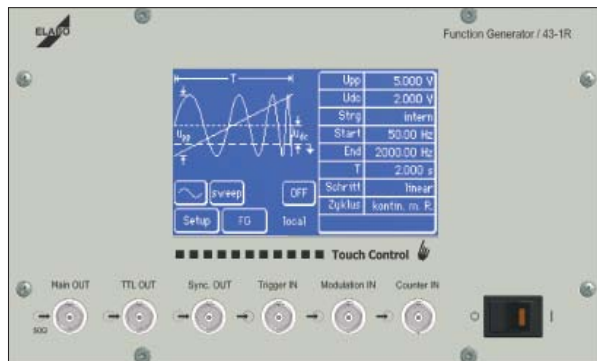 ELABO
Function Generator / 43-1R
T
Upp 5.000 V
Udc 2.000 V
Strg intern
Start 50.00 Hz
End 2000.00 Hz
T 2.000 s
Schritt linear
Zyklus kontin. m. R.
Upp
Udc
sweep
OFF
Setup
FG
local
Touch Control
Main OUT
TTL OUT
Sync. OUT
Trigger IN
Modulation IN
Counter IN
50Ω
O
I